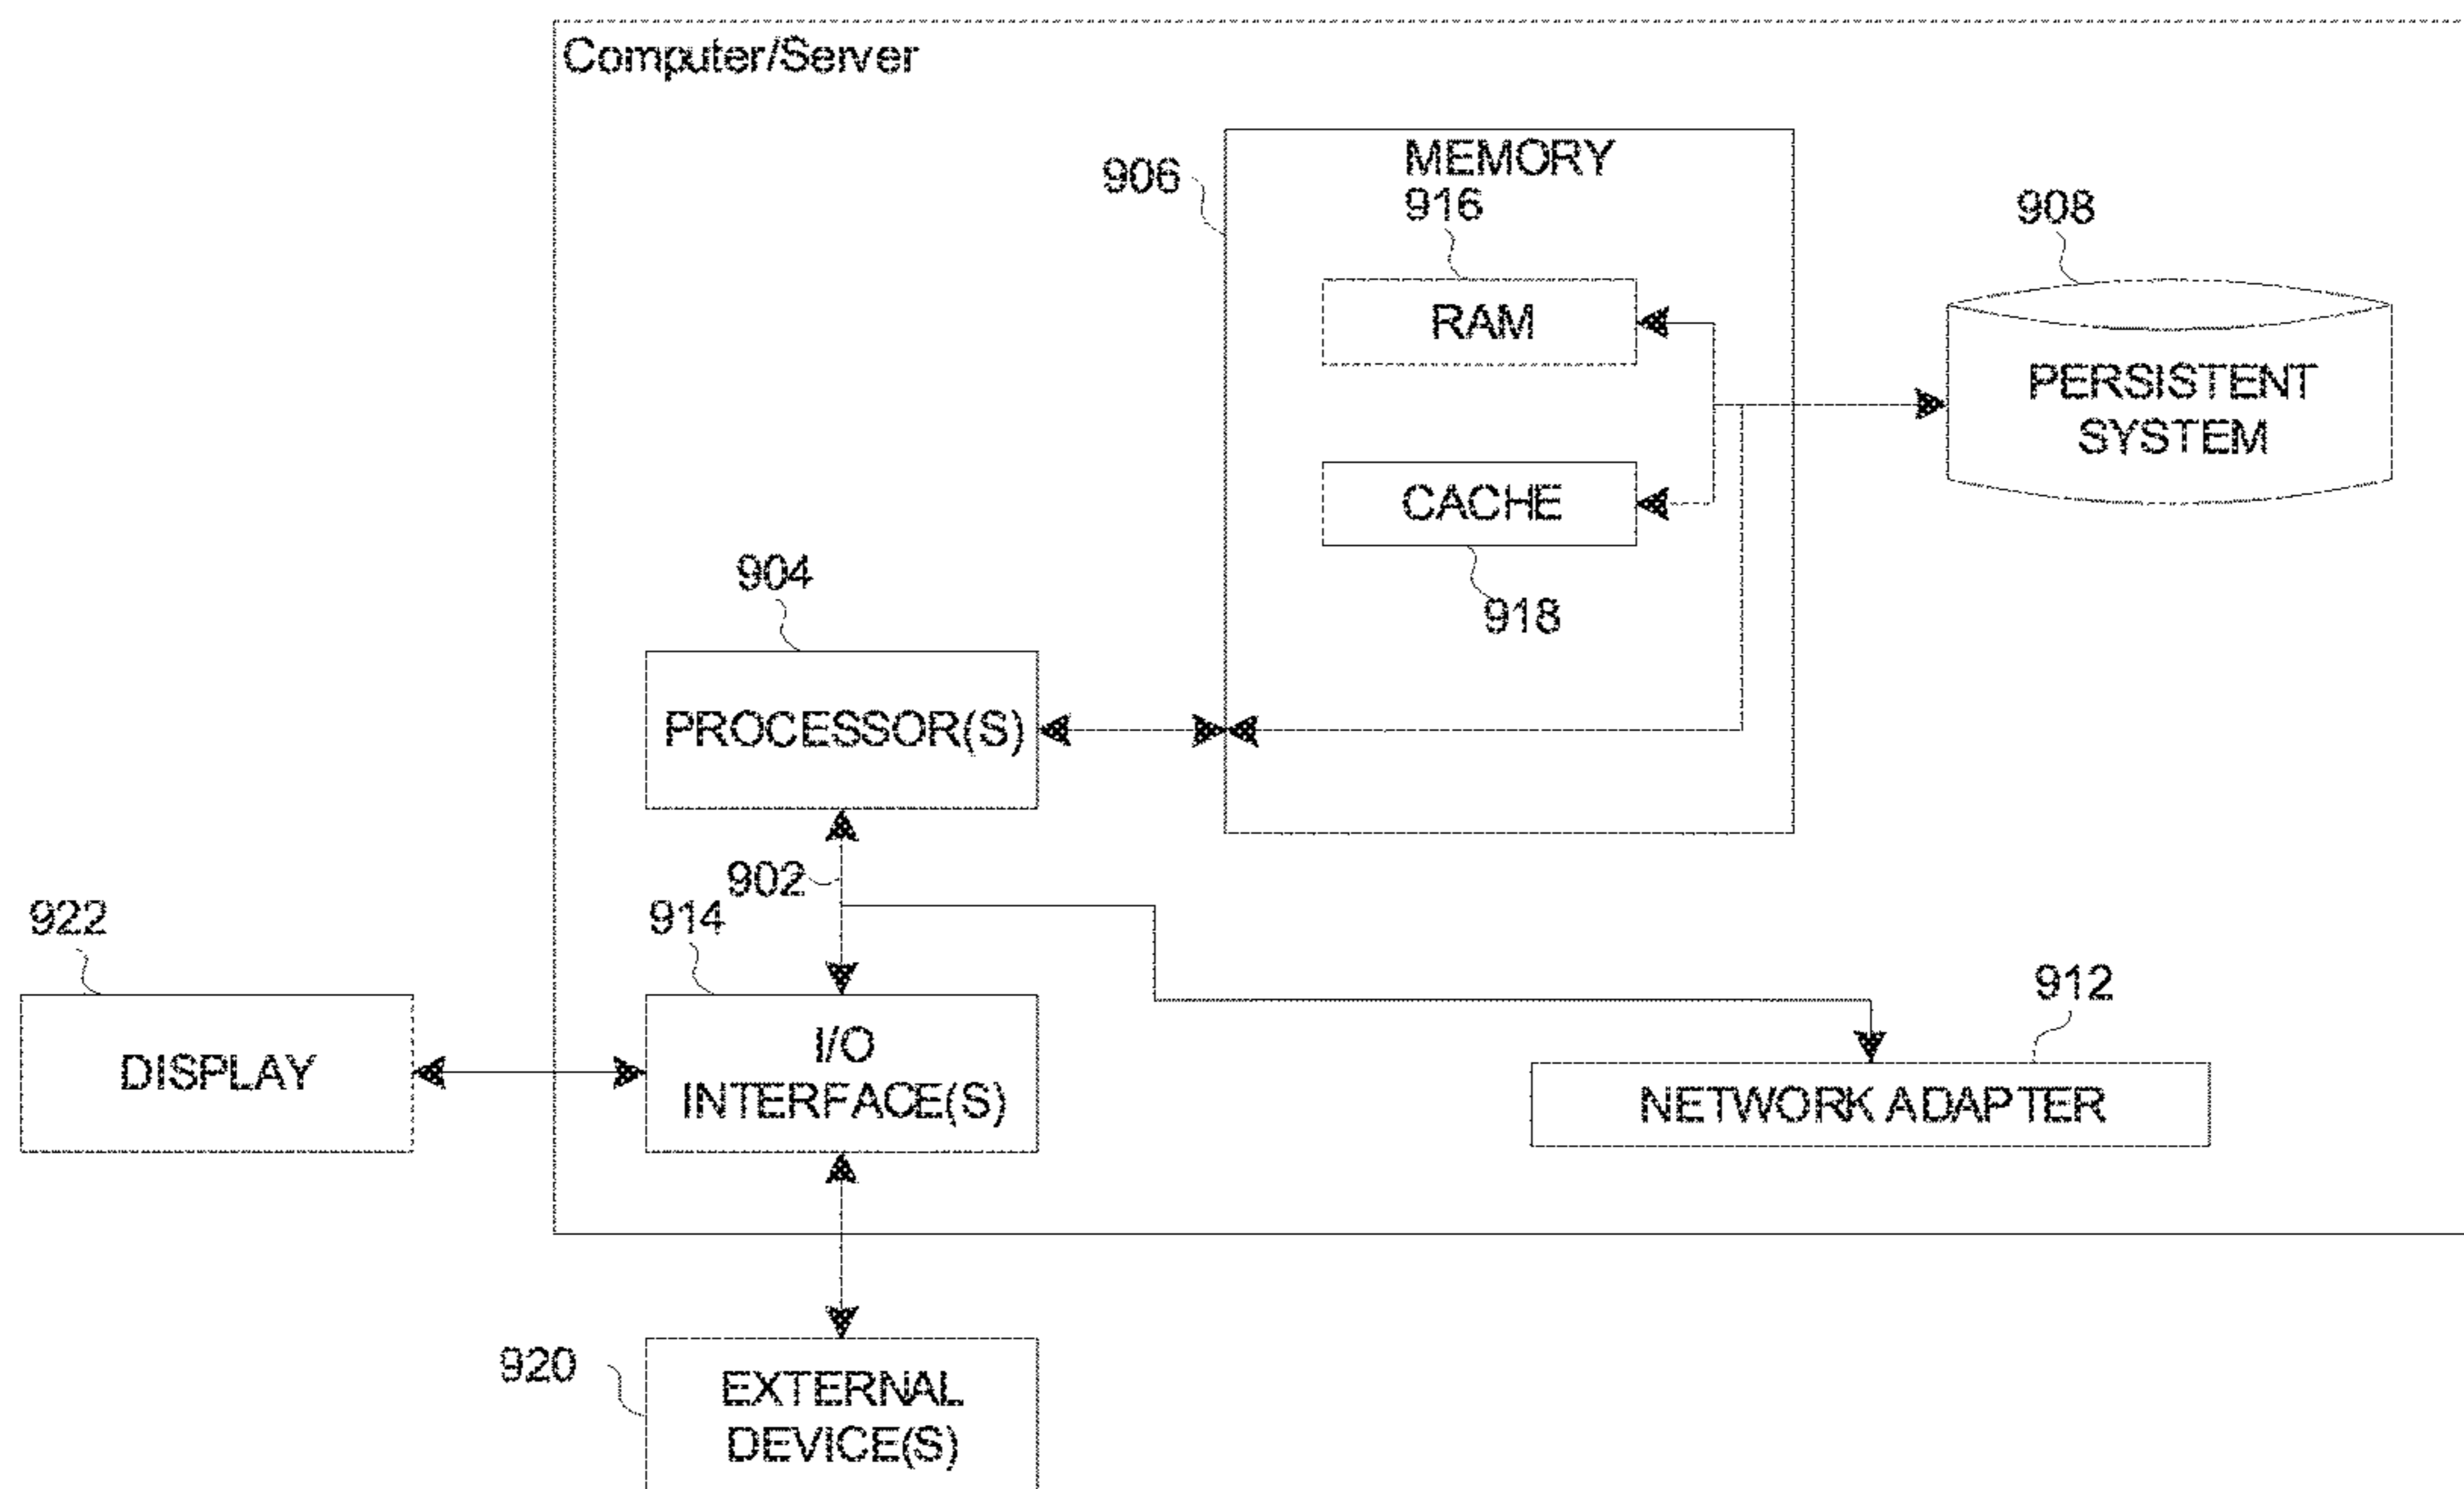 Computer/Server
MEMORY
906
916
908
RAM
PERSISTENT
SYSTEM
CACHE
904
918
PROCESSOR(S)
902
922
914
912
I/O
INTERFACE(S)
DISPLAY
NETWORK ADAPTER
920
EXTERNAL
DEVICE(S)